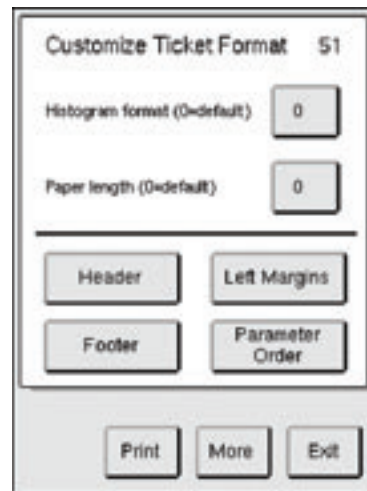 Customize Ticket Format 51
Histogram format (0=default) 0
Paper length (0=default) 0
Header Left Margins
Footer Parameter
Order
Print More Exit